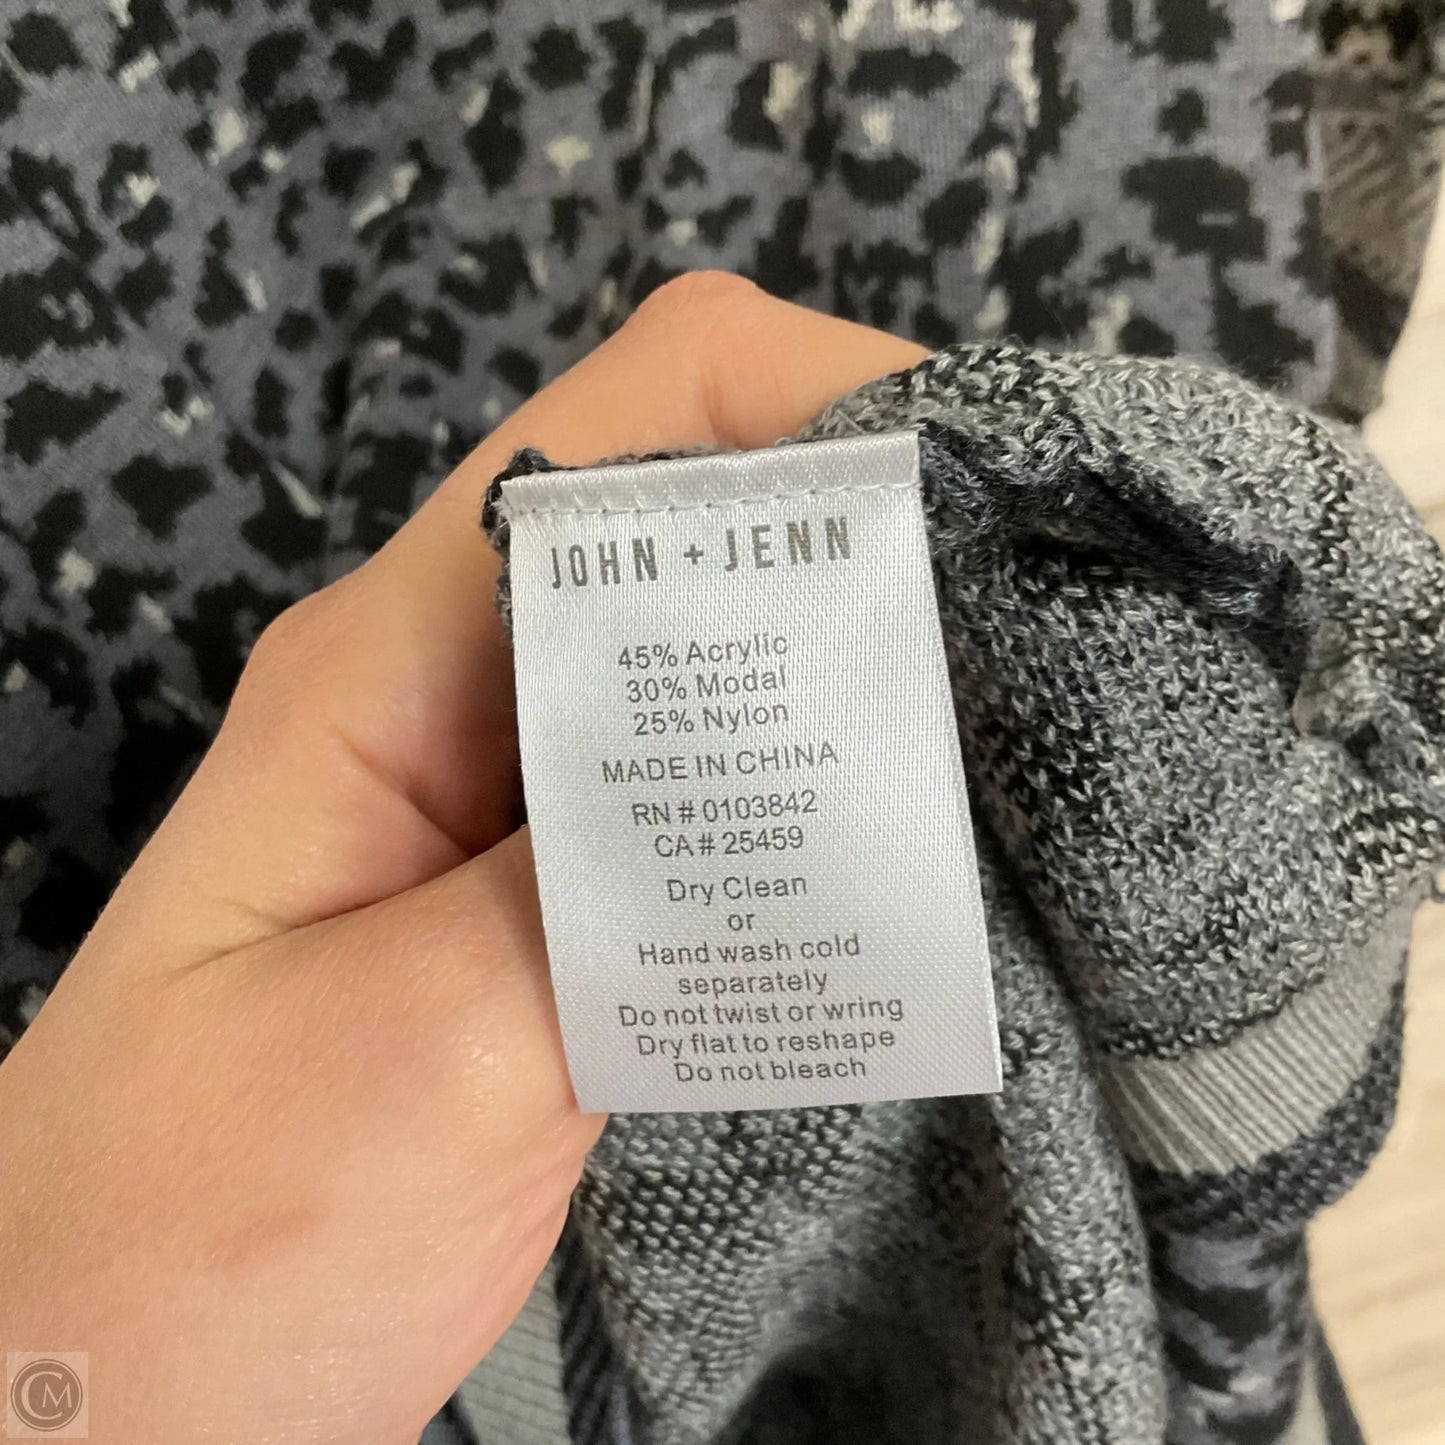 JOHN + JENN
45% Acrylic
30% Modal
25% Nylon
MADE IN CHINA
RN # 0103842
CA # 25459
Dry Clean
or
Hand wash cold
separately
Do not twist or wring
Dry flat to reshape
Do not bleach
CM